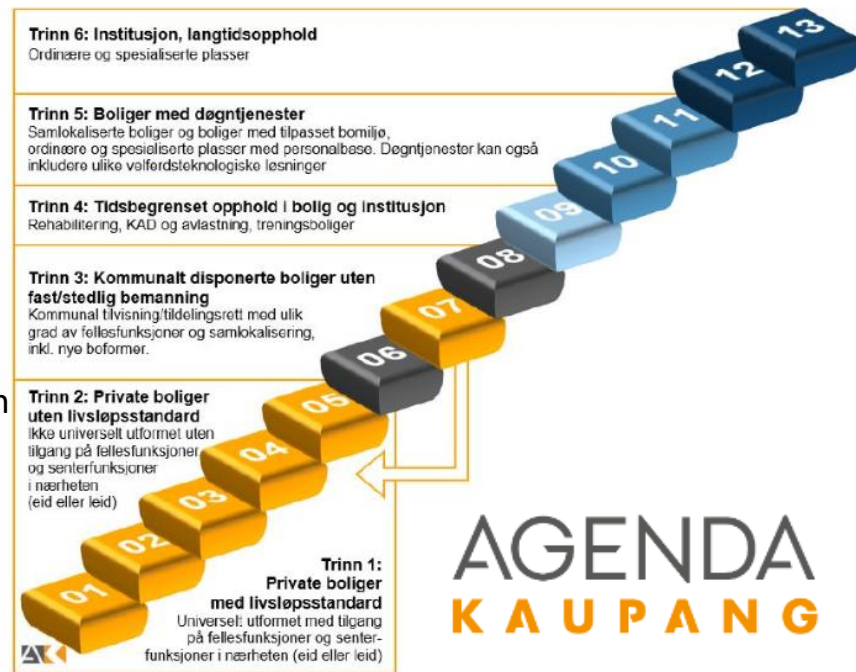 Trinn 6: Institusjon, langtidsopphold
Ordinære og spesialiserte plasser
Trinn 5: Boliger med døgntjenester
Samlokaliserte boliger og boliger med tilpasset bomiljø,
ordinære og spesialiserte plasser med personalbase. Døgntjenester kan også
inkludere ulike velferdsteknologiske løsninger
Trinn 4: Tidsbegrenset opphold i bolig og institusjon
Rehabilitering, KAD og avlastning, treningsboliger
Trinn 3: Kommunalt disponerte boliger uten
fast/stedlig bemanning
Kommunal tilvisning/tildelingsrett med ulik
grad av fellesfunksjoner og samlokalisering,
inkl. nye boformer.
n
Trinn 2: Private boliger
uten livsløpsstandard
Ikke universelt utformet uten
tilgang på fellesfunksjoner
og senterfunksjoner
i nærheten
(eid eller leid)
Trinn 1:
Private boliger
med livsløpsstandard
Universelt utformet med tilgang
på fellesfunksjoner og senter-
funksjoner i nærheten (eid eller leid)
13
12
11
10
09
08
07
06
05
04
03
02
01
AK
AGENDA
KAUPANG